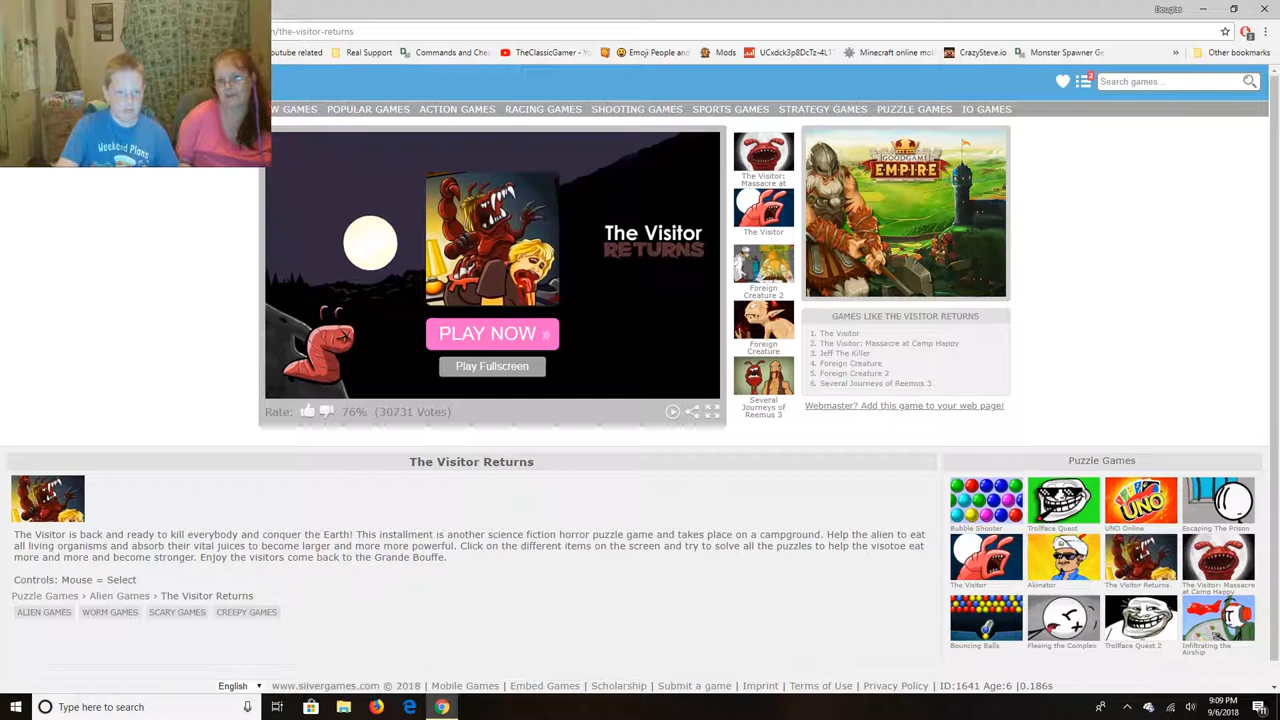 Douglas
/the-visitor-returns
outube related
Real Support
Commands and Che
TheClassicGamer - Yo
Emoji People and
Mods
UCxdck3p8DcTz-4L1
Minecraft online mob
CrazySteve.io
Monster Spawner Ge
»
Other bookmarks
2
Search games...
W GAMES POPULAR GAMES ACTION GAMES RACING GAMES SHOOTING GAMES SPORTS GAMES STRATEGY GAMES PUZZLE GAMES IO GAMES
Weekend Plans
The Visitor
RETURNS
PLAY NOW »
Play Fullscreen
Rate: 76% (30731 Votes)
The Visitor:
Massacre at
The Visitor
Foreign
Creature 2
Foreign
Creature
Several
Journeys of
Reemus 3
GOODGAME
EMPIRE
GAMES LIKE THE VISITOR RETURNS
1. The Visitor
2. The Visitor: Massacre at Camp Happy
3. Jeff The Killer
4. Foreign Creature
5. Foreign Creature 2
6. Several Journeys of Reemus 3
Webmaster? Add this game to your web page!
The Visitor Returns
The Visitor is back and ready to kill everybody and conquer the Earth! This installment is another science fiction horror puzzle game and takes place on a campground. Help the alien to eat
all living organisms and absorb their vital juices to become larger and more more powerful. Click on the different items on the screen and try to solve all the puzzles to help the visotoe eat
more and more and become stronger. Enjoy the visitors come back to the Grande Bouffe.
Controls: Mouse = Select
Puzzle Games › Alien Games › The Visitor Returns
ALIEN GAMES WORM GAMES SCARY GAMES CREEPY GAMES
Puzzle Games
Bubble Shooter
Trollface Quest
UNO
UNO Online
Escaping The Prison
The Visitor
Akinator
The Visitor Returns
The Visitor: Massacre
at Camp Happy
Bouncing Balls
Fleeing the Complex
Trollface Quest 2
Infiltrating the
Airship
English
www.silvergames.com © 2018 | Mobile Games | Embed Games | Scholarship | Submit a game | Imprint | Terms of Use | Privacy Policy | ID:1641 Age:6 |0.186s
Type here to search
9:09 PM
9/6/2018